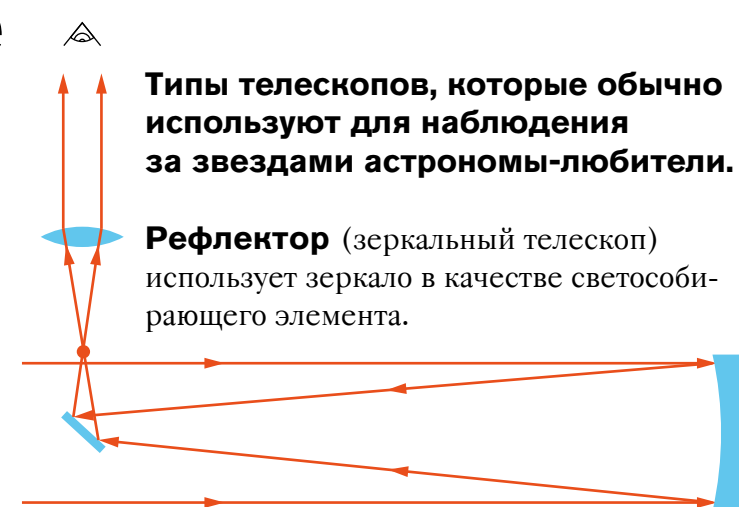 е
Типы телескопов, которые обычно
используют для наблюдения
за звездами астрономы-любители.
Рефлектор (зеркальный телескоп)
использует зеркало в качестве светособи-
рающего элемента.